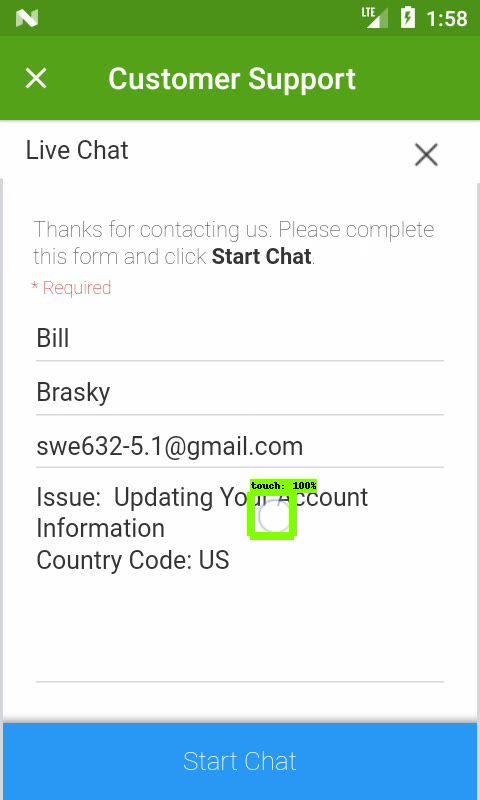 LTE 1:58
Customer Support
Live Chat
Thanks for contacting us. Please complete
this form and click Start Chat.
* Required
Bill
Brasky
swe632-5.1@gmail.com
touch: 100%
Issue:  Updating Your Account
Information
Country Code: US
Start Chat